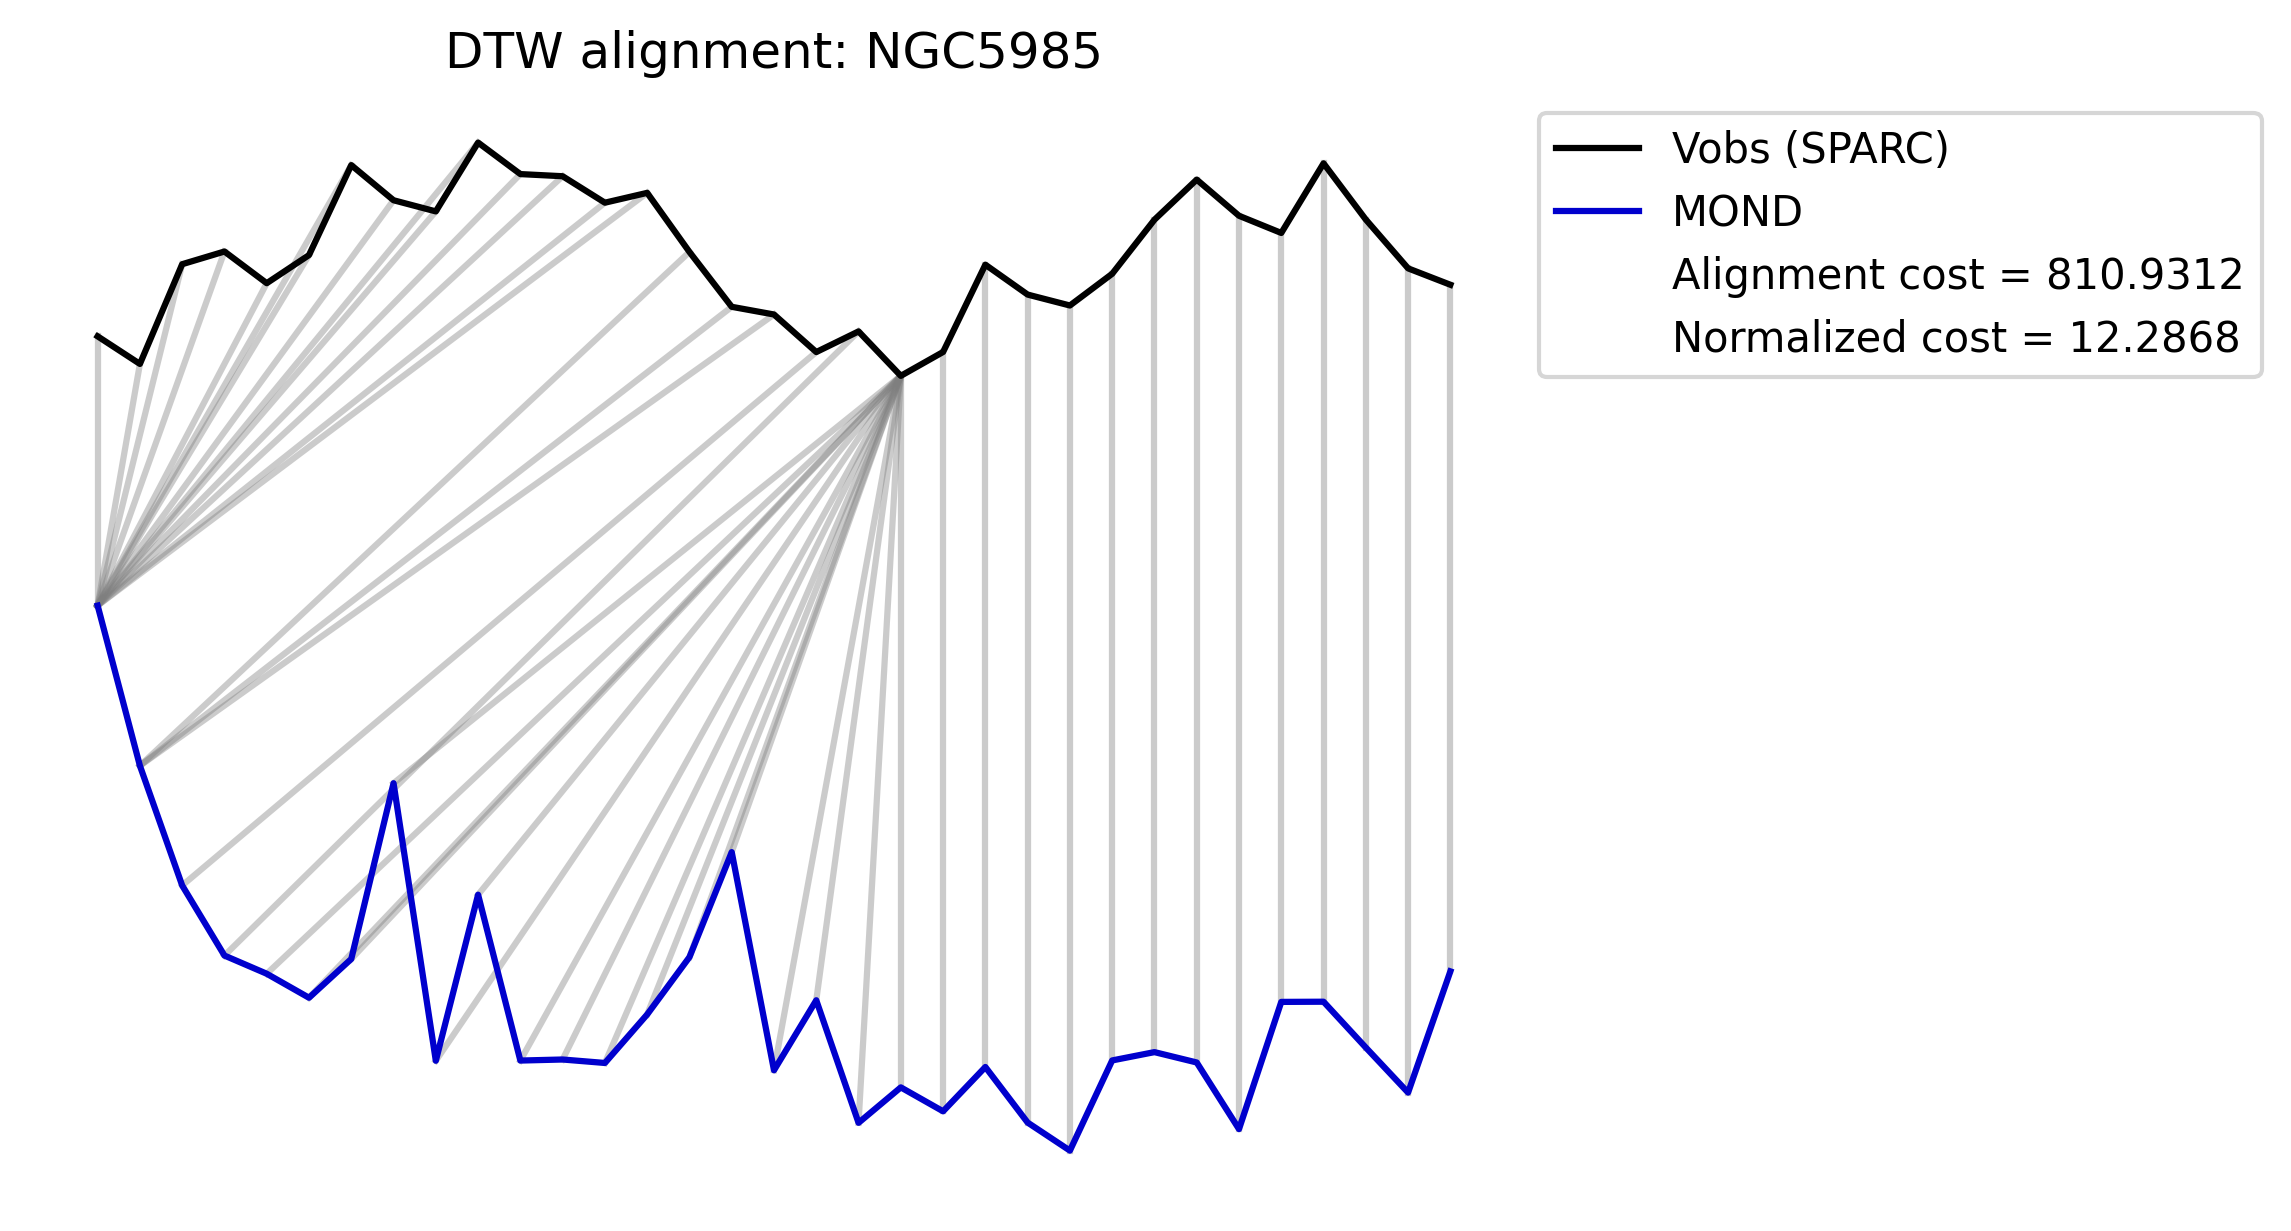 DTW alignment: NGC5985
Vobs (SPARC)
MOND
Alignment cost = 810.9312
Normalized cost = 12.2868